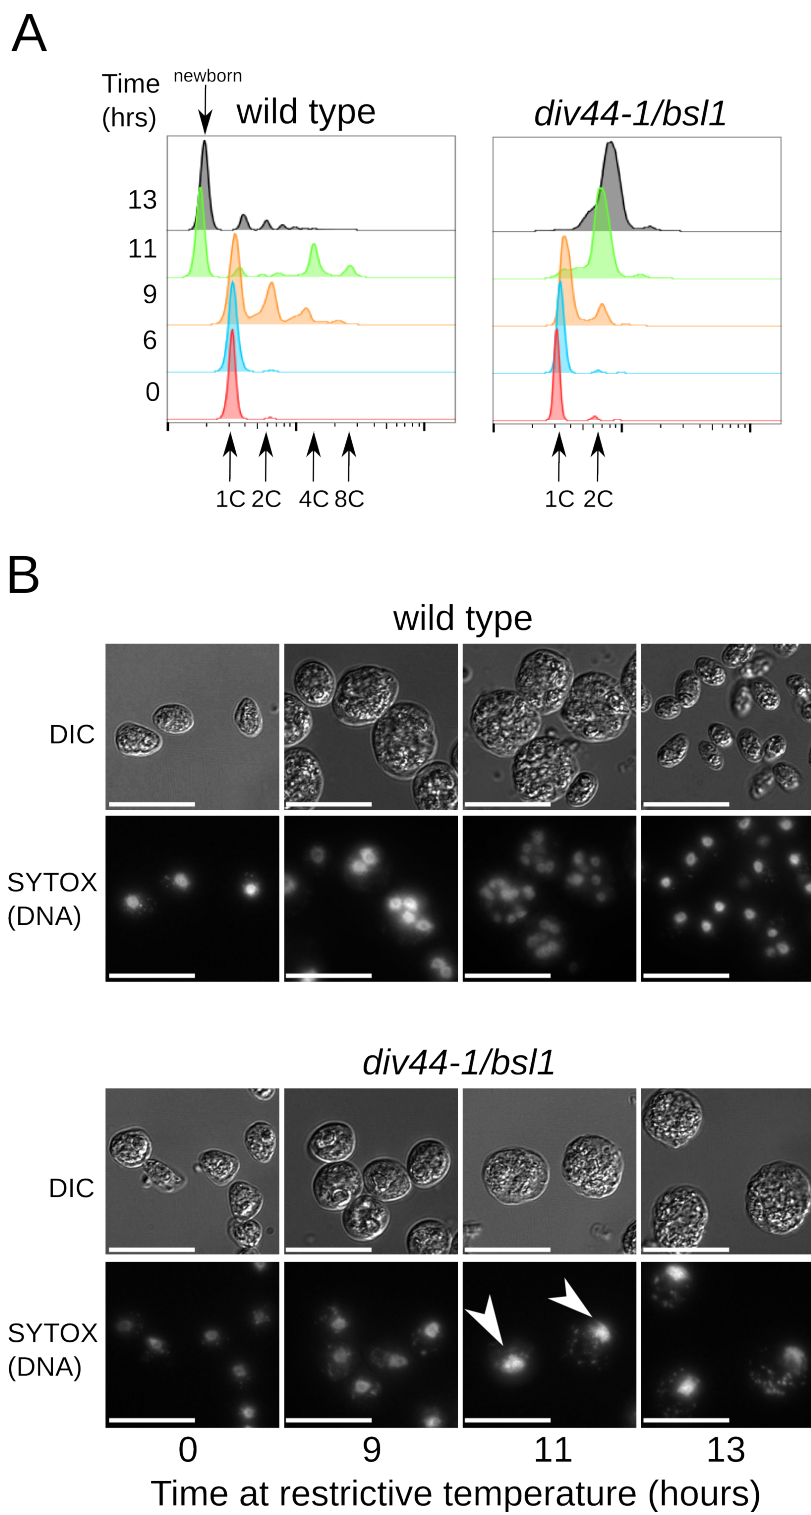 A
Time
(hrs)
newborn
wild type
div44-1/bsl1
13
11
9
6
0
1C 2C 4C 8C
1C 2C
B
wild type
DIC
SYTOX
(DNA)
div44-1/bsl1
DIC
SYTOX
(DNA)
0 9 11 13
Time at restrictive temperature (hours)